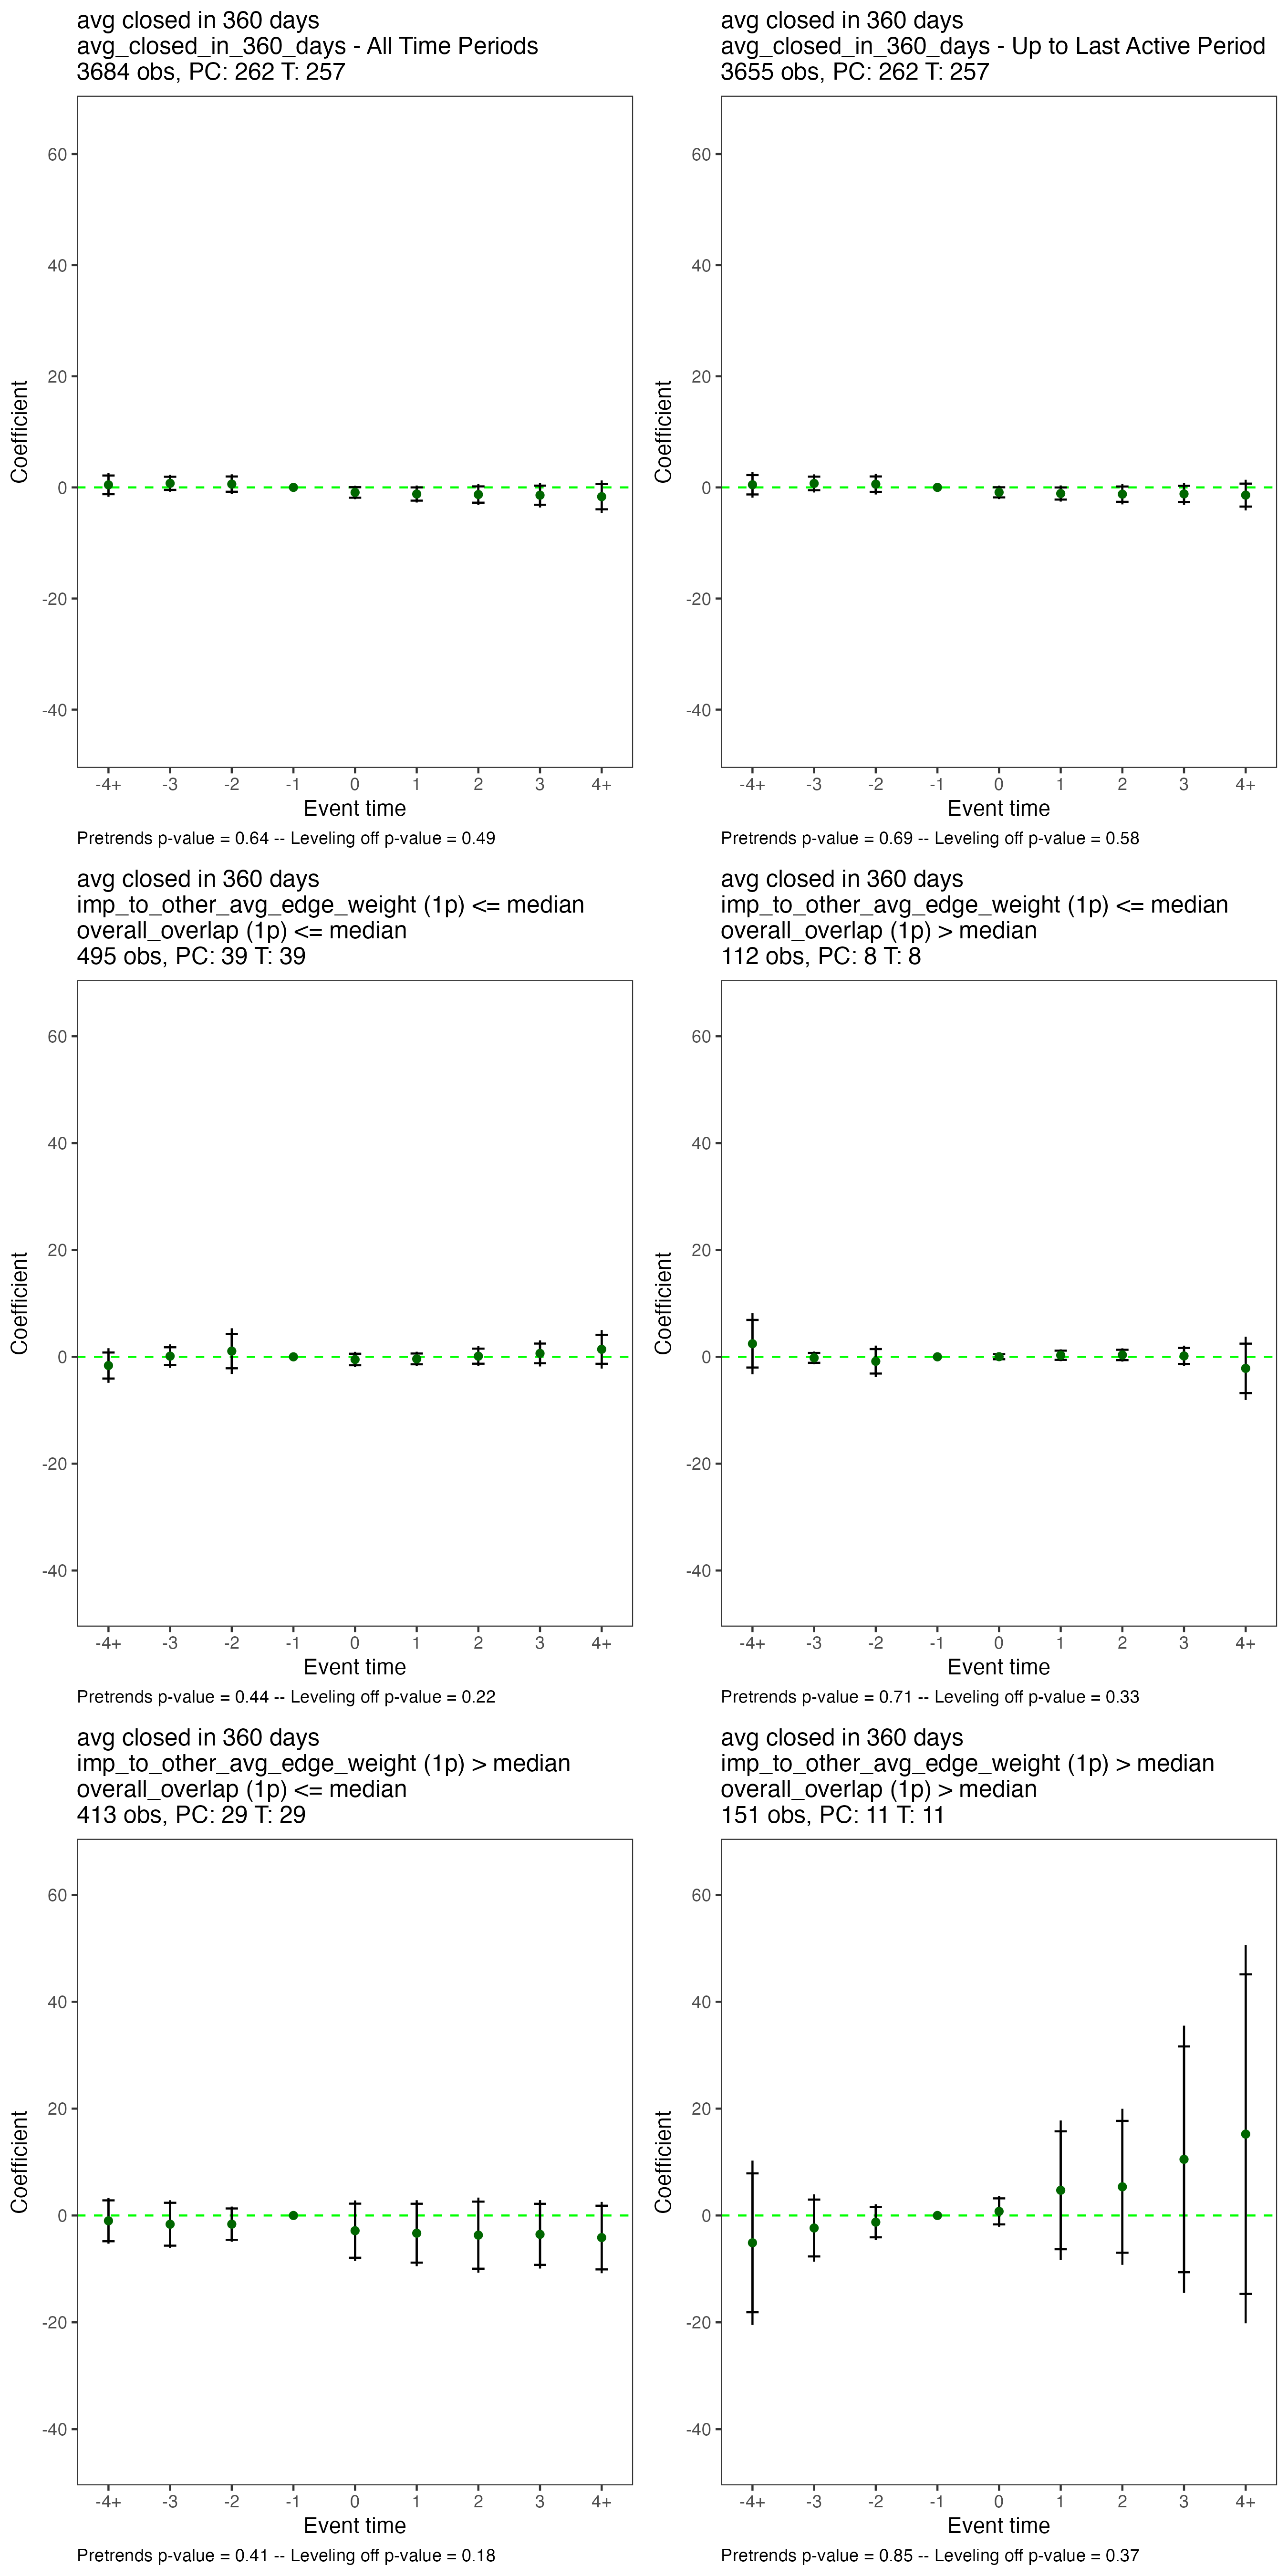 avg closed in 360 days
avg_closed_in_360_days - All Time Periods
3684 obs, PC: 262 T: 257
60
40
20
0
-20
-40
Coefficient
-4+ -3 -2 -1 0 1 2 3 4+
Event time
Pretrends p-value = 0.64 -- Leveling off p-value = 0.49
avg closed in 360 days
avg_closed_in_360_days - Up to Last Active Period
3655 obs, PC: 262 T: 257
60
40
20
0
-20
-40
Coefficient
-4+ -3 -2 -1 0 1 2 3 4+
Event time
Pretrends p-value = 0.69 -- Leveling off p-value = 0.58
avg closed in 360 days
imp_to_other_avg_edge_weight (1p) <= median
overall_overlap (1p) <= median
495 obs, PC: 39 T: 39
60
40
20
0
-20
-40
Coefficient
-4+ -3 -2 -1 0 1 2 3 4+
Event time
Pretrends p-value = 0.44 -- Leveling off p-value = 0.22
avg closed in 360 days
imp_to_other_avg_edge_weight (1p) <= median
overall_overlap (1p) > median
112 obs, PC: 8 T: 8
60
40
20
0
-20
-40
Coefficient
-4+ -3 -2 -1 0 1 2 3 4+
Event time
Pretrends p-value = 0.71 -- Leveling off p-value = 0.33
avg closed in 360 days
imp_to_other_avg_edge_weight (1p) > median
overall_overlap (1p) <= median
413 obs, PC: 29 T: 29
60
40
20
0
-20
-40
Coefficient
-4+ -3 -2 -1 0 1 2 3 4+
Event time
Pretrends p-value = 0.41 -- Leveling off p-value = 0.18
avg closed in 360 days
imp_to_other_avg_edge_weight (1p) > median
overall_overlap (1p) > median
151 obs, PC: 11 T: 11
60
40
20
0
-20
-40
Coefficient
-4+ -3 -2 -1 0 1 2 3 4+
Event time
Pretrends p-value = 0.85 -- Leveling off p-value = 0.37